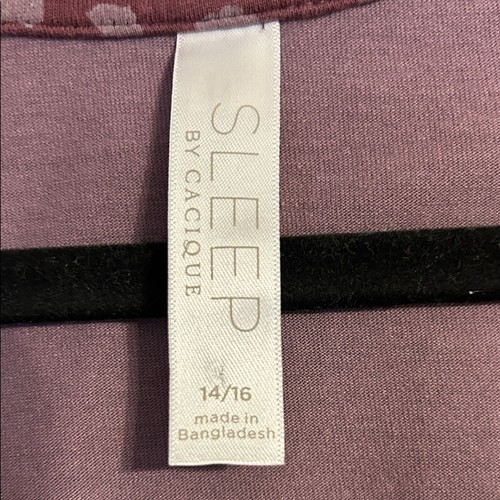 SLEEP
BY CACIQUE
14/16
made in
Bangladesh